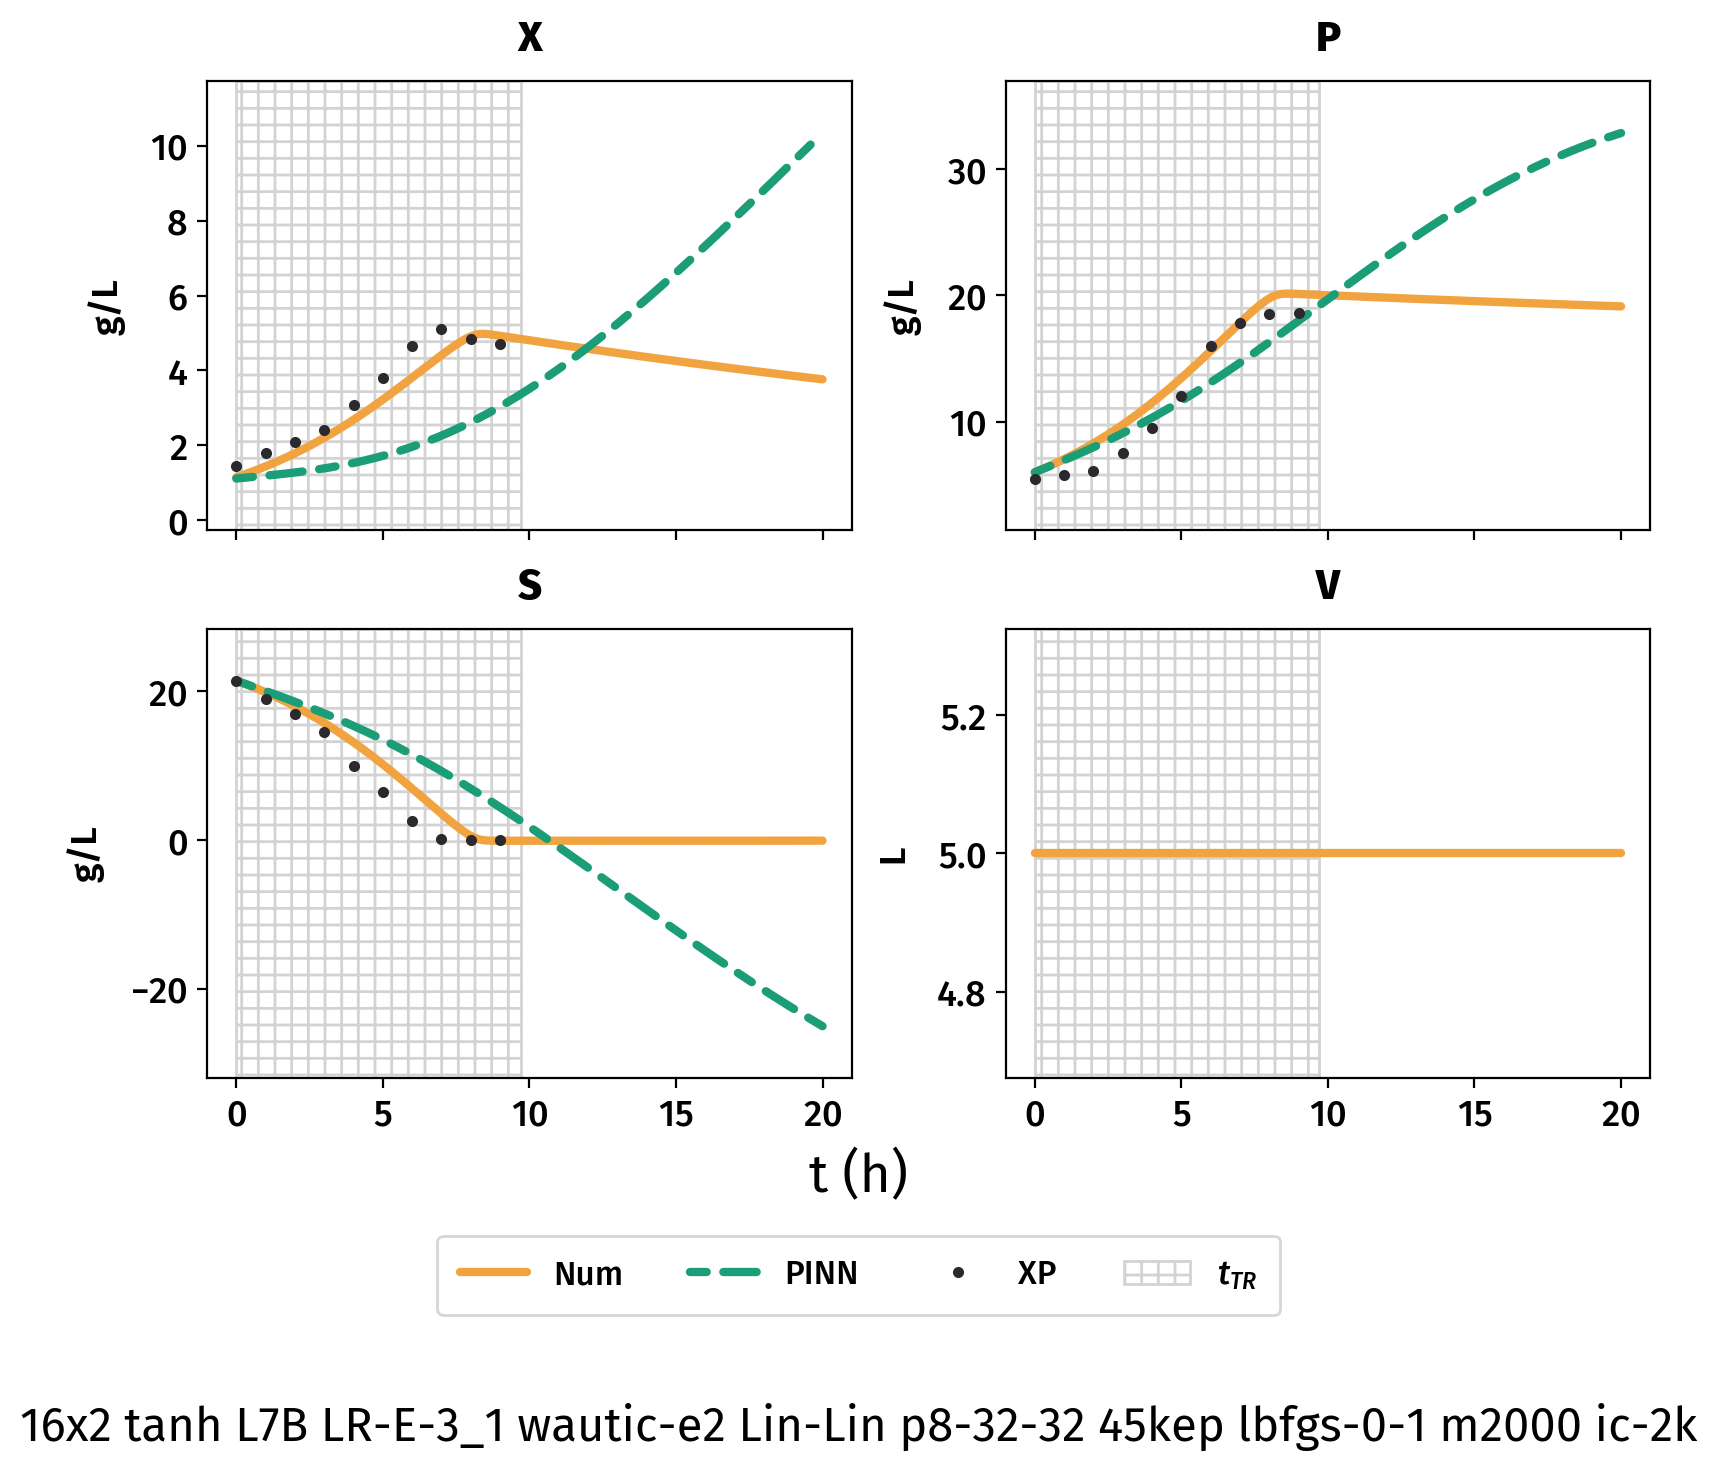 X
P
g/L
10
8
6
4
2
0
g/L
30
20
10
S
V
g/L
20
0
−20
L
5.2
5.0
4.8
0 5 10 15 20
0 5 10 15 20
t (h)
Num PINN XP tTR
16x2 tanh L7B LR-E-3_1 wautic-e2 Lin-Lin p8-32-32 45kep lbfgs-0-1 m2000 ic-2k